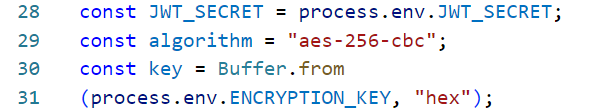 28 const JWT_SECRET = process.env.JWT_SECRET;
29 const algorithm = "aes-256-cbc";
30 const key = Buffer.from
31 (process.env.ENCRYPTION_KEY, "hex");